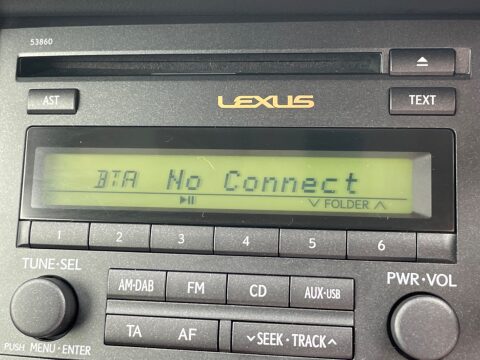 53860
AST
LEXUS
TEXT
BTA No Connect
FOLDER
1 2 3 4 5 6
TUNE·SEL
PWR·VOL
AM·DAB FM CD AUX·USB
TA AF SEEK·TRACK
PUSH MENU·ENTER